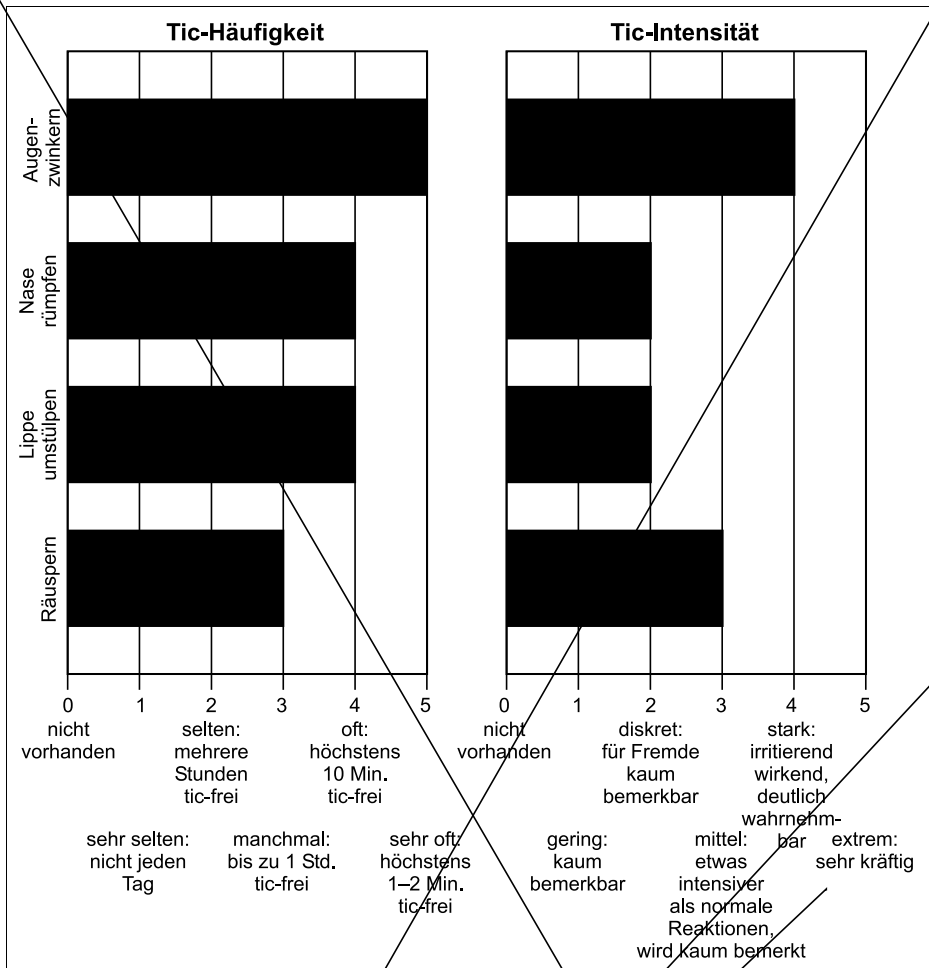 Tic-Häufigkeit
Augen-
zwinkern
Nase
rümpfen
Lippe
umstülpen
Räuspern
0 1 2 3 4 5
nicht
vorhanden
selten:
mehrere
Stunden
tic-frei
oft:
höchstens
10 Min.
tic-frei
sehr selten:
nicht jeden
Tag
manchmal:
bis zu 1 Std.
tic-frei
sehr oft:
höchstens
1–2 Min.
tic-frei
Tic-Intensität
0 1 2 3 4 5
nicht
vorhanden
diskret:
für Fremde
kaum
bemerkbar
stark:
irritierend
wirkend,
deutlich
wahrnehm-
bar
gering:
kaum
bemerkbar
mittel:
etwas
intensiver
als normale
Reaktionen,
wird kaum bemerkt
extrem:
sehr kräftig